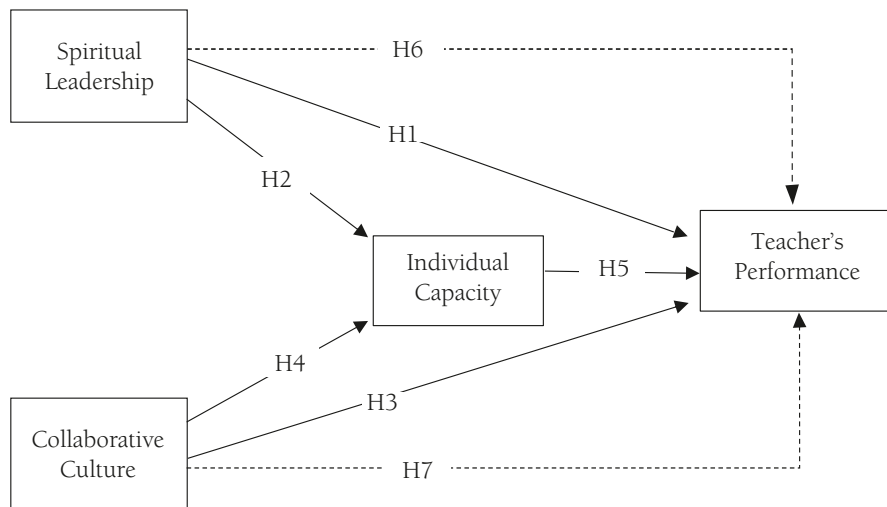 Spiritual
Leadership
H6
H1
H2
Individual
Capacity
H5
Teacher's
Performance
H4
H3
Collaborative
Culture
H7